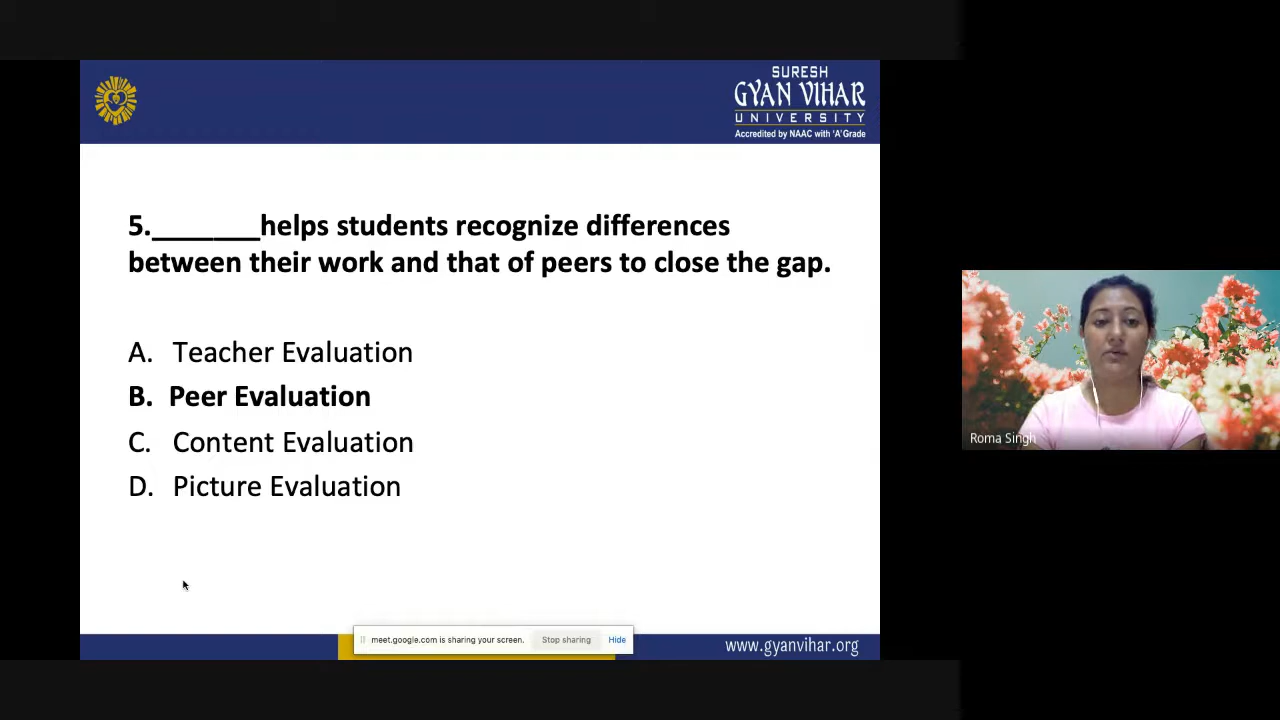 SURESH
GYAN VIHAR
UNIVERSITY
Accredited by NAAC with 'A' Grade
5._______helps students recognize differences
between their work and that of peers to close the gap.
A. Teacher Evaluation
B. Peer Evaluation
C. Content Evaluation
D. Picture Evaluation
Roma Singh
meet.google.com is sharing your screen. Stop sharing Hide
www.gyanvihar.org